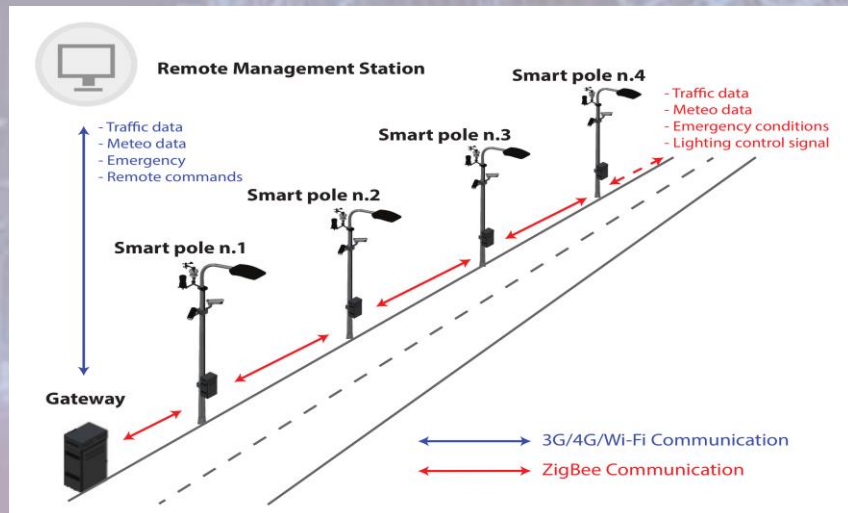 Remote Management Station
- Traffic data
- Meteo data
- Emergency
- Remote commands
Smart pole n.4
- Traffic data
- Meteo data
- Emergency conditions
- Lighting control signal
Smart pole n.3
Smart pole n.2
Smart pole n.1
Gateway
3G/4G/Wi-Fi Communication
ZigBee Communication